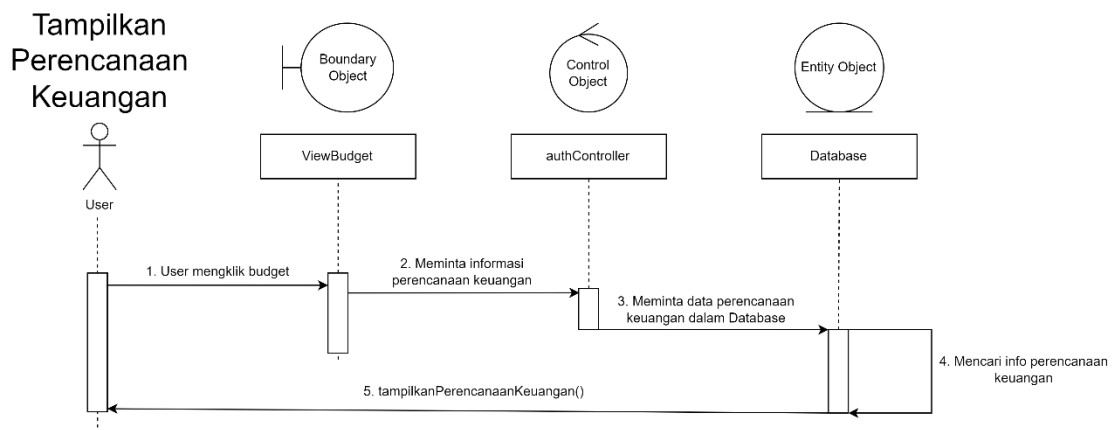 Tampilkan
Perencanaan
Keuangan
Boundary
Object
Control
Object
Entity Object
ViewBudget
authController
Database
User
1. User mengklik budget
2. Meminta informasi
perencanaan keuangan
3. Meminta data perencanaan
keuangan dalam Database
4. Mencari info perencanaan
keuangan
5. tampilkanPerencanaanKeuangan()